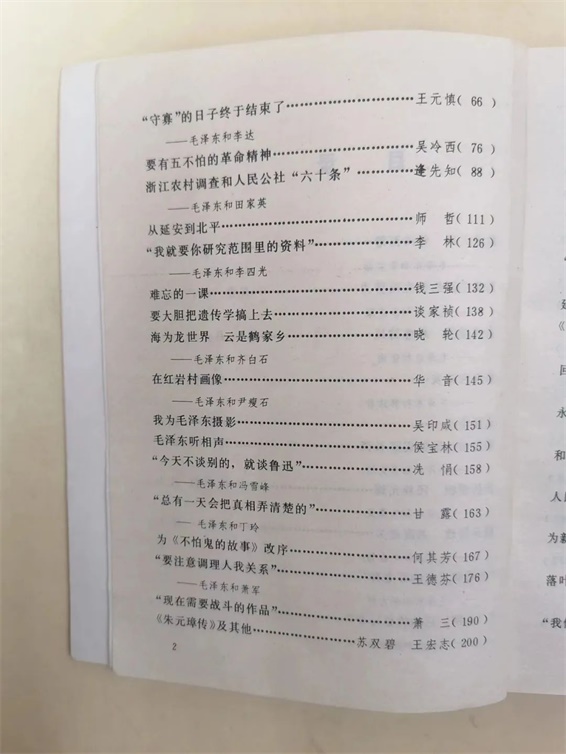 “守寡”的日子终于结束了…………………………王元慎(66)
——毛泽东和李达
要有五不怕的革命精神…………………………吴冷西(76)
浙江农村调查和人民公社“六十条”…………逄先知(88)
——毛泽东和田家英
从延安到北平…………………………师 哲(111)
“我就要你研究范围里的资料”…………………李 林(126)
——毛泽东和李四光
难忘的一课…………………………钱三强(132)
要大胆把遗传学搞上去…………………………谈家桢(138)
海为龙世界 云是鹤家乡…………………………晓 轮(142)
——毛泽东和齐白石
在红岩村画像…………………………华 音(145)
——毛泽东和尹瘦石
我为毛泽东摄影…………………………吴印咸(151)
毛泽东听相声…………………………侯宝林(155)
“今天不谈别的，就谈鲁迅”…………………冼 倩(158)
——毛泽东和冯雪峰
“总有一天会把真相弄清楚的”…………………甘 露(163)
——毛泽东和丁玲
为《不怕鬼的故事》改序…………………………何其芳(167)
“要注意调理人我关系”…………………………王德芬(176)
——毛泽东和萧军
“现在需要战斗的作品”…………………………萧 三(190)
《朱元璋传》及其他…………………苏双碧 王宏志(200)
2
“
《
回
永
和
人
为
落叶
“我